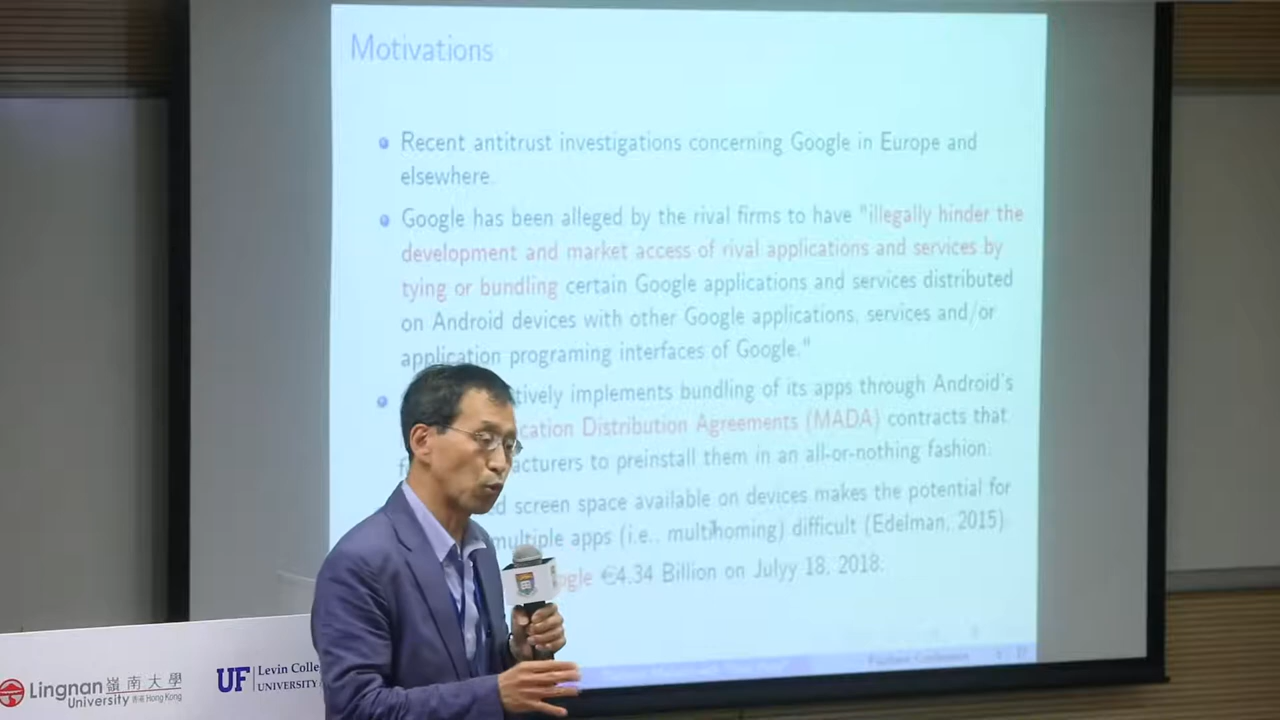 Motivations
Recent antitrust investigations concerning Google in Europe and
elsewhere.
Google has been alleged by the rival firms to have "illegally hinder the
development and market access of rival applications and services by
tying or bundling certain Google applications and services distributed
on Android devices with other Google applications, services and/or
application programing interfaces of Google."
tively implements bundling of its apps through Android's
cation Distribution Agreements (MADA) contracts that
acturers to preinstall them in an all-or-nothing fashion.
d screen space available on devices makes the potential for
multiple apps (i.e., multihoming) difficult (Edelman, 2015)
gle €4.34 Billion on Julyy 18, 2018.
Lingnan 嶺南大學
University 香港 Hong Kong
UF Levin Colle
UNIVERSITY